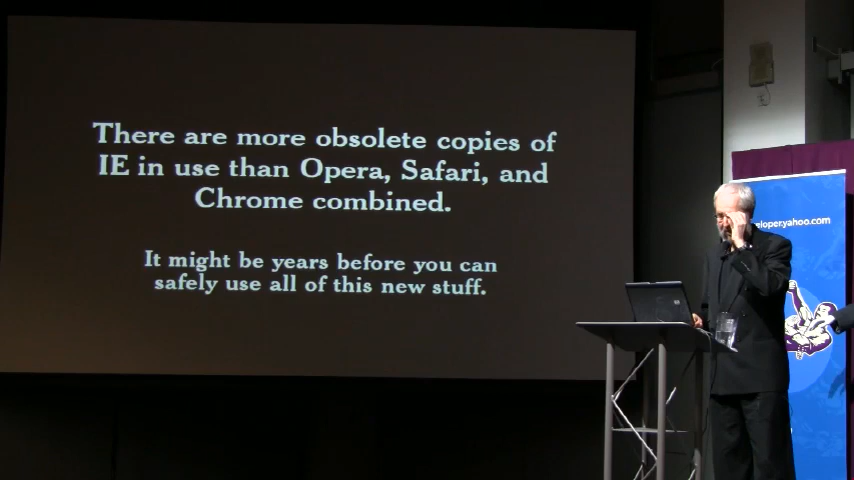 There are more obsolete copies of
IE in use than Opera, Safari, and
Chrome combined.
It might be years before you can
safely use all of this new stuff.
eloper.yahoo.com